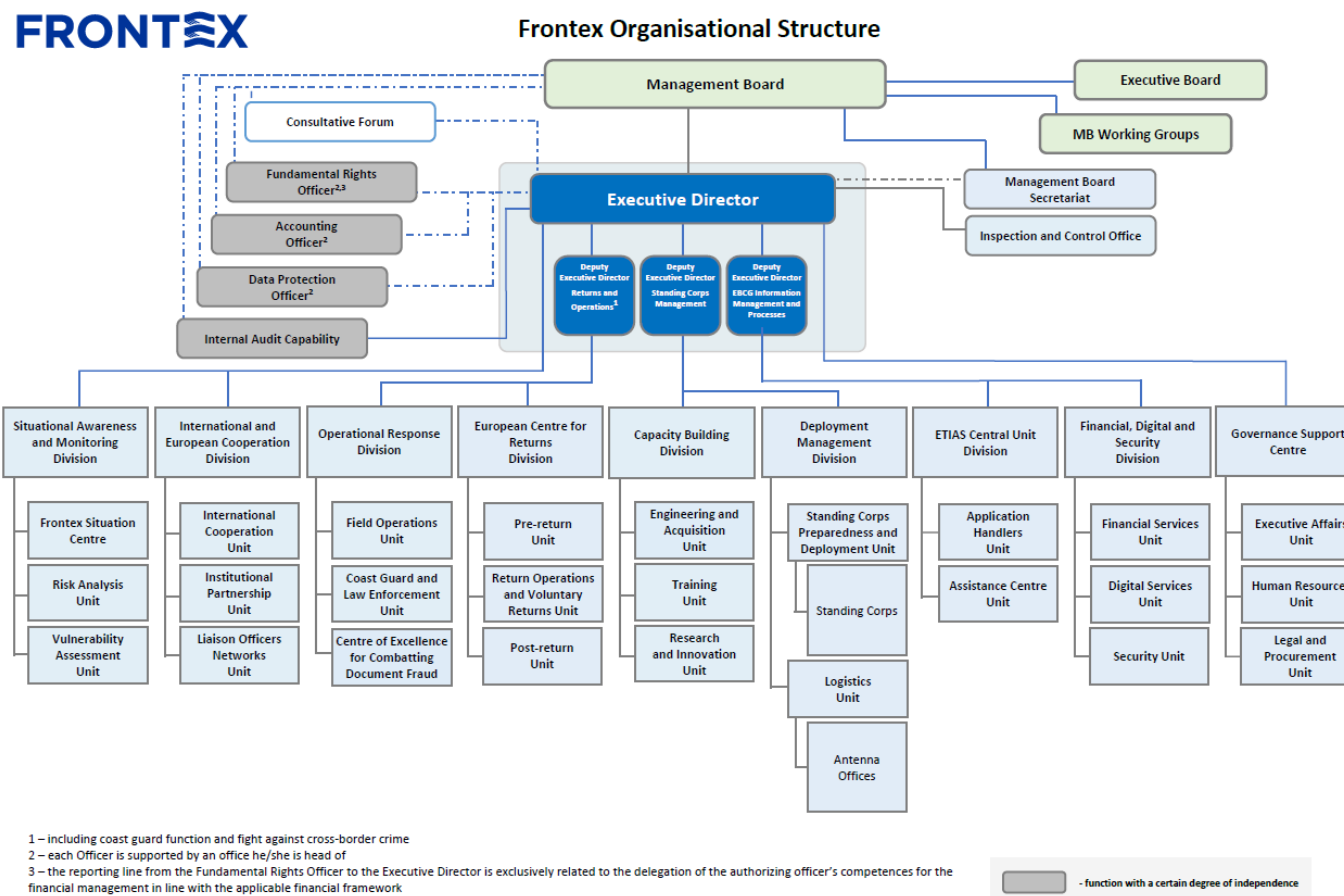 FRONTEX
Frontex Organisational Structure
Management Board
Executive Board
MB Working Groups
Consultative Forum
Fundamental Rights
Officer²,³
Accounting
Officer²
Data Protection
Officer²
Internal Audit Capability
Executive Director
Management Board
Secretariat
Inspection and Control Office
Deputy
Executive Director
Returns and
Operations¹
Deputy
Executive Director
Standing Corps
Management
Deputy
Executive Director
EBCG Information
Management and
Processes
Situational Awareness
and Monitoring
Division
Frontex Situation
Centre
Risk Analysis
Unit
Vulnerability
Assessment
Unit
International and
European Cooperation
Division
International
Cooperation
Unit
Institutional
Partnership
Unit
Liaison Officers
Networks
Unit
Operational Response
Division
Field Operations
Unit
Coast Guard and
Law Enforcement
Unit
Centre of Excellence
for Combatting
Document Fraud
European Centre for
Returns
Division
Pre-return
Unit
Return Operations
and Voluntary
Returns Unit
Post-return
Unit
Capacity Building
Division
Engineering and
Acquisition
Unit
Training
Unit
Research
and Innovation
Unit
Deployment
Management
Division
Standing Corps
Preparedness and
Deployment Unit
Standing Corps
Logistics
Unit
Antenna
Offices
ETIAS Central Unit
Division
Application
Handlers
Unit
Assistance Centre
Unit
Financial, Digital and
Security
Division
Financial Services
Unit
Digital Services
Unit
Security Unit
Governance Support
Centre
Executive Affairs
Unit
Human Resource
Unit
Legal and
Procurement
Unit
1 – including coast guard function and fight against cross-border crime
2 – each Officer is supported by an office he/she is head of
3 – the reporting line from the Fundamental Rights Officer to the Executive Director is exclusively related to the delegation of the authorizing officer's competences for the
financial management in line with the applicable financial framework
- function with a certain degree of independence